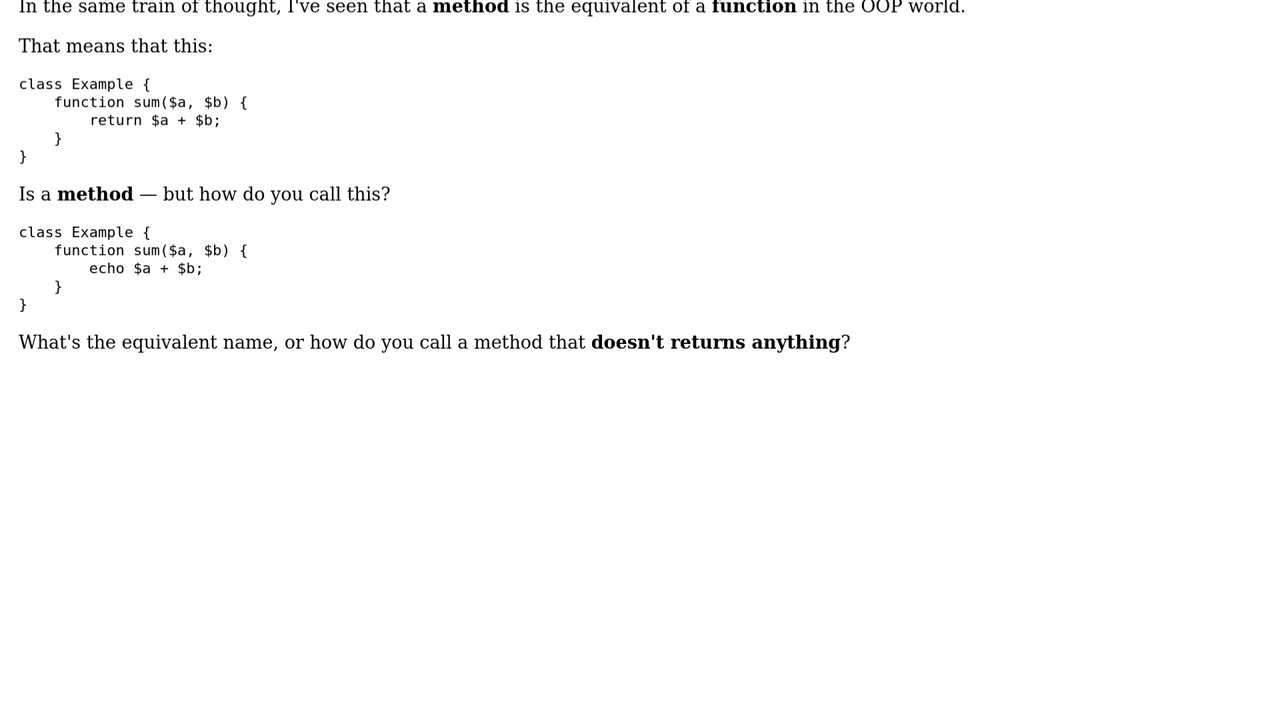 In the same train of thought, I've seen that a method is the equivalent of a function in the OOP world.
That means that this:
class Example {
    function sum($a, $b) {
        return $a + $b;
    }
}
Is a method — but how do you call this?
class Example {
    function sum($a, $b) {
        echo $a + $b;
    }
}
What's the equivalent name, or how do you call a method that doesn't returns anything?